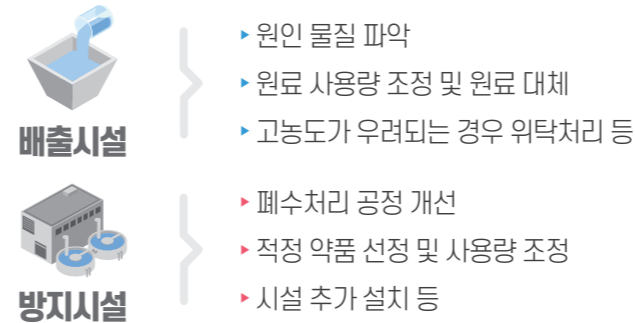 원인 물질 파악
원료 사용량 조정 및 원료 대체
고농도가 우려되는 경우 위탁처리 등
배출시설
폐수처리 공정 개선
적정 약품 선정 및 사용량 조정
시설 추가 설치 등
방지시설